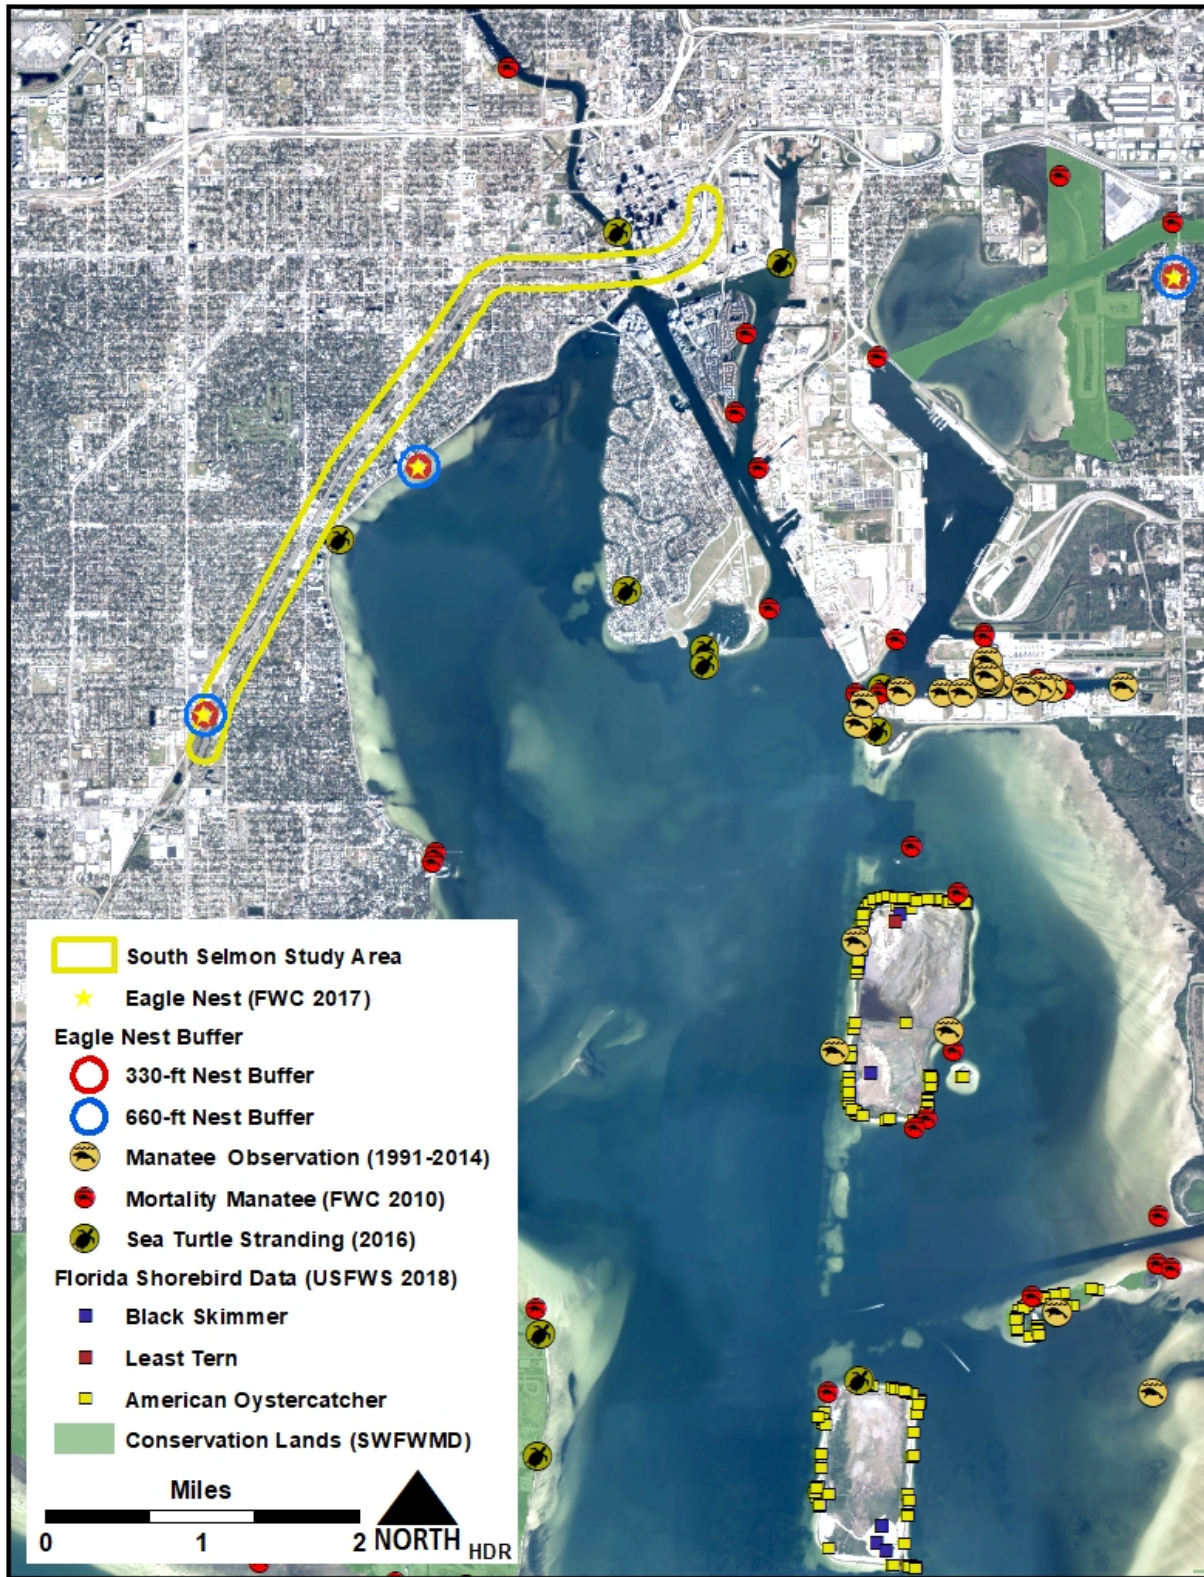 South Selmon Study Area
Eagle Nest (FWC 2017)
Eagle Nest Buffer
330-ft Nest Buffer
660-ft Nest Buffer
Manatee Observation (1991-2014)
Mortality Manatee (FWC 2010)
Sea Turtle Stranding (2016)
Florida Shorebird Data (USFWS 2018)
Black Skimmer
Least Tern
American Oystercatcher
Conservation Lands (SWFWMD)
Miles
0 1 2
NORTH HDR